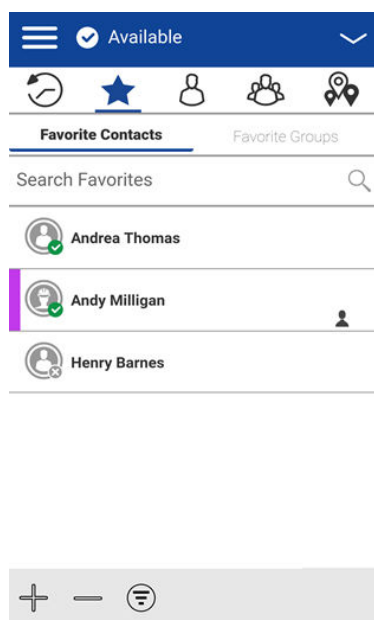 Available
Favorite Contacts Favorite Groups
Search Favorites
Andrea Thomas
Andy Milligan
Henry Barnes